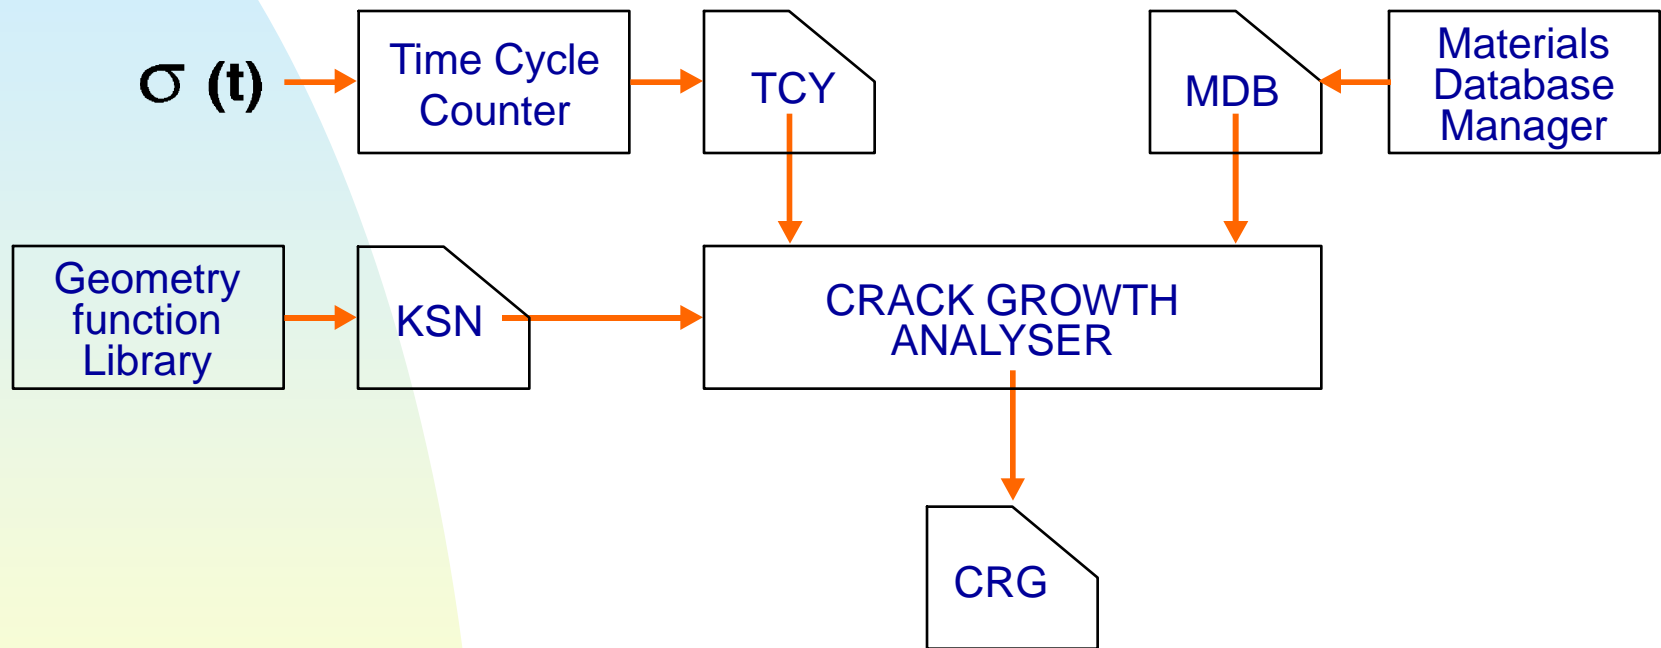 σ (t)
Time Cycle
Counter
TCY
MDB
Materials
Database
Manager
Geometry
function
Library
KSN
CRACK GROWTH
ANALYSER
CRG